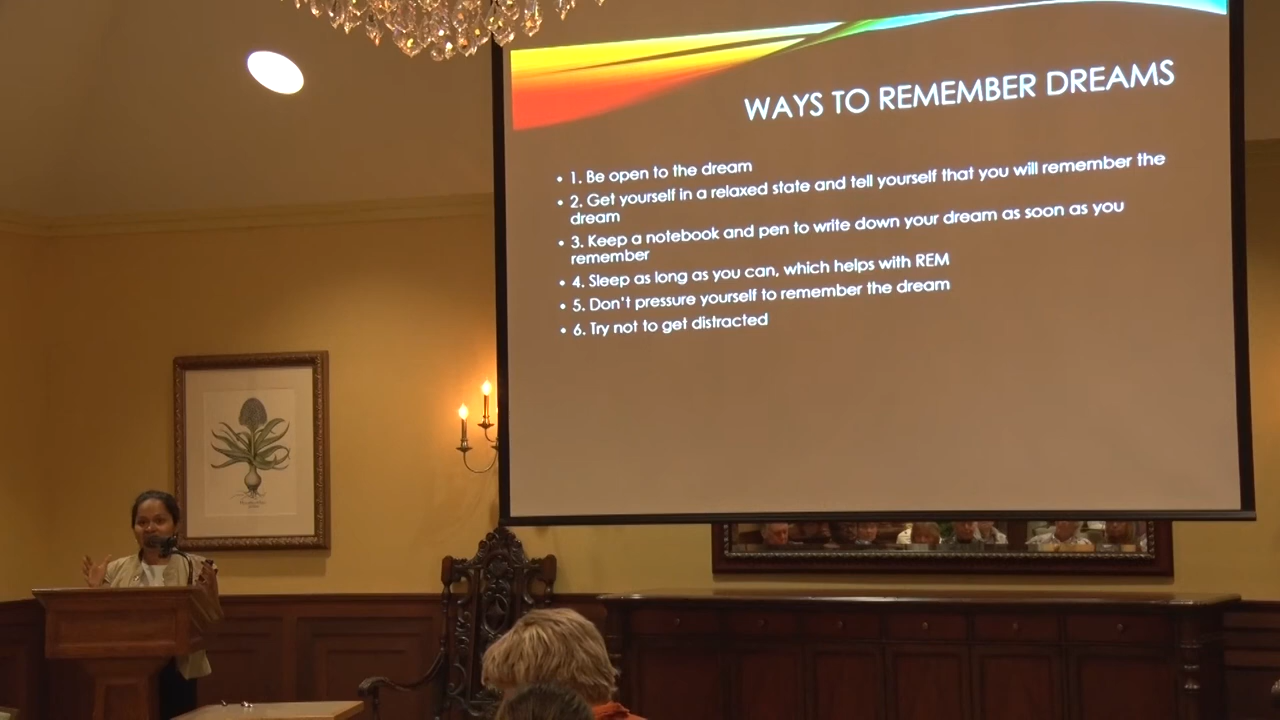 WAYS TO REMEMBER DREAMS
• 1. Be open to the dream
• 2. Get yourself in a relaxed state and tell yourself that you will remember the
dream
• 3. Keep a notebook and pen to write down your dream as soon as you
remember
• 4. Sleep as long as you can, which helps with REM
• 5. Don't pressure yourself to remember the dream
• 6. Try not to get distracted